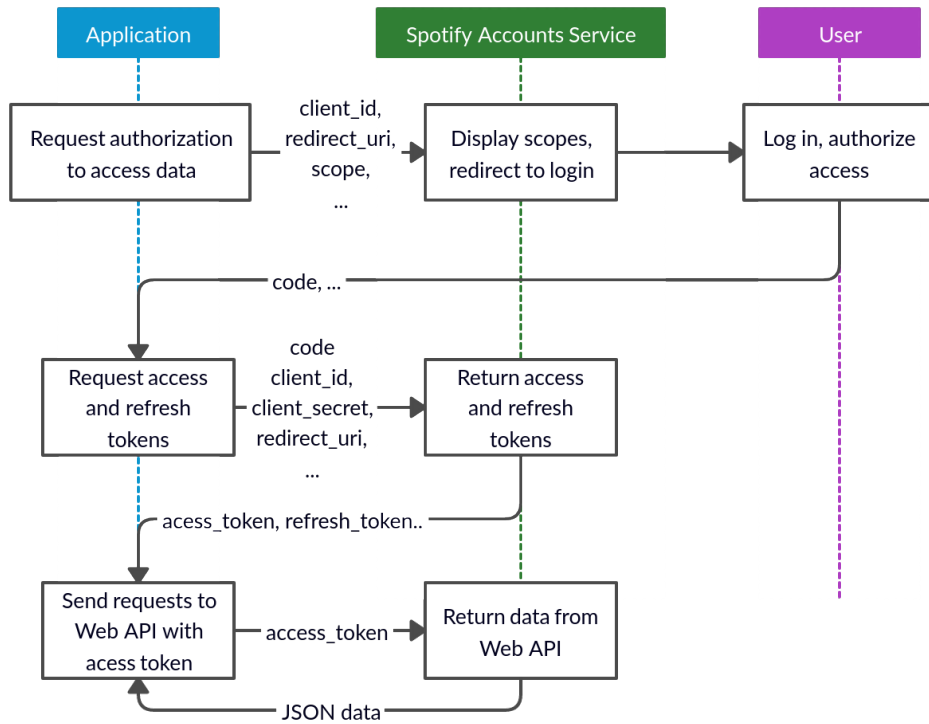 Application
Spotify Accounts Service
User
Request authorization
to access data
client_id,
redirect_uri,
scope,
...
Display scopes,
redirect to login
Log in, authorize
access
code, ...
Request access
and refresh
tokens
code
client_id,
client_secret,
redirect_uri,
...
Return access
and refresh
tokens
acess_token, refresh_token..
Send requests to
Web API with
acess token
access_token
Return data from
Web API
JSON data